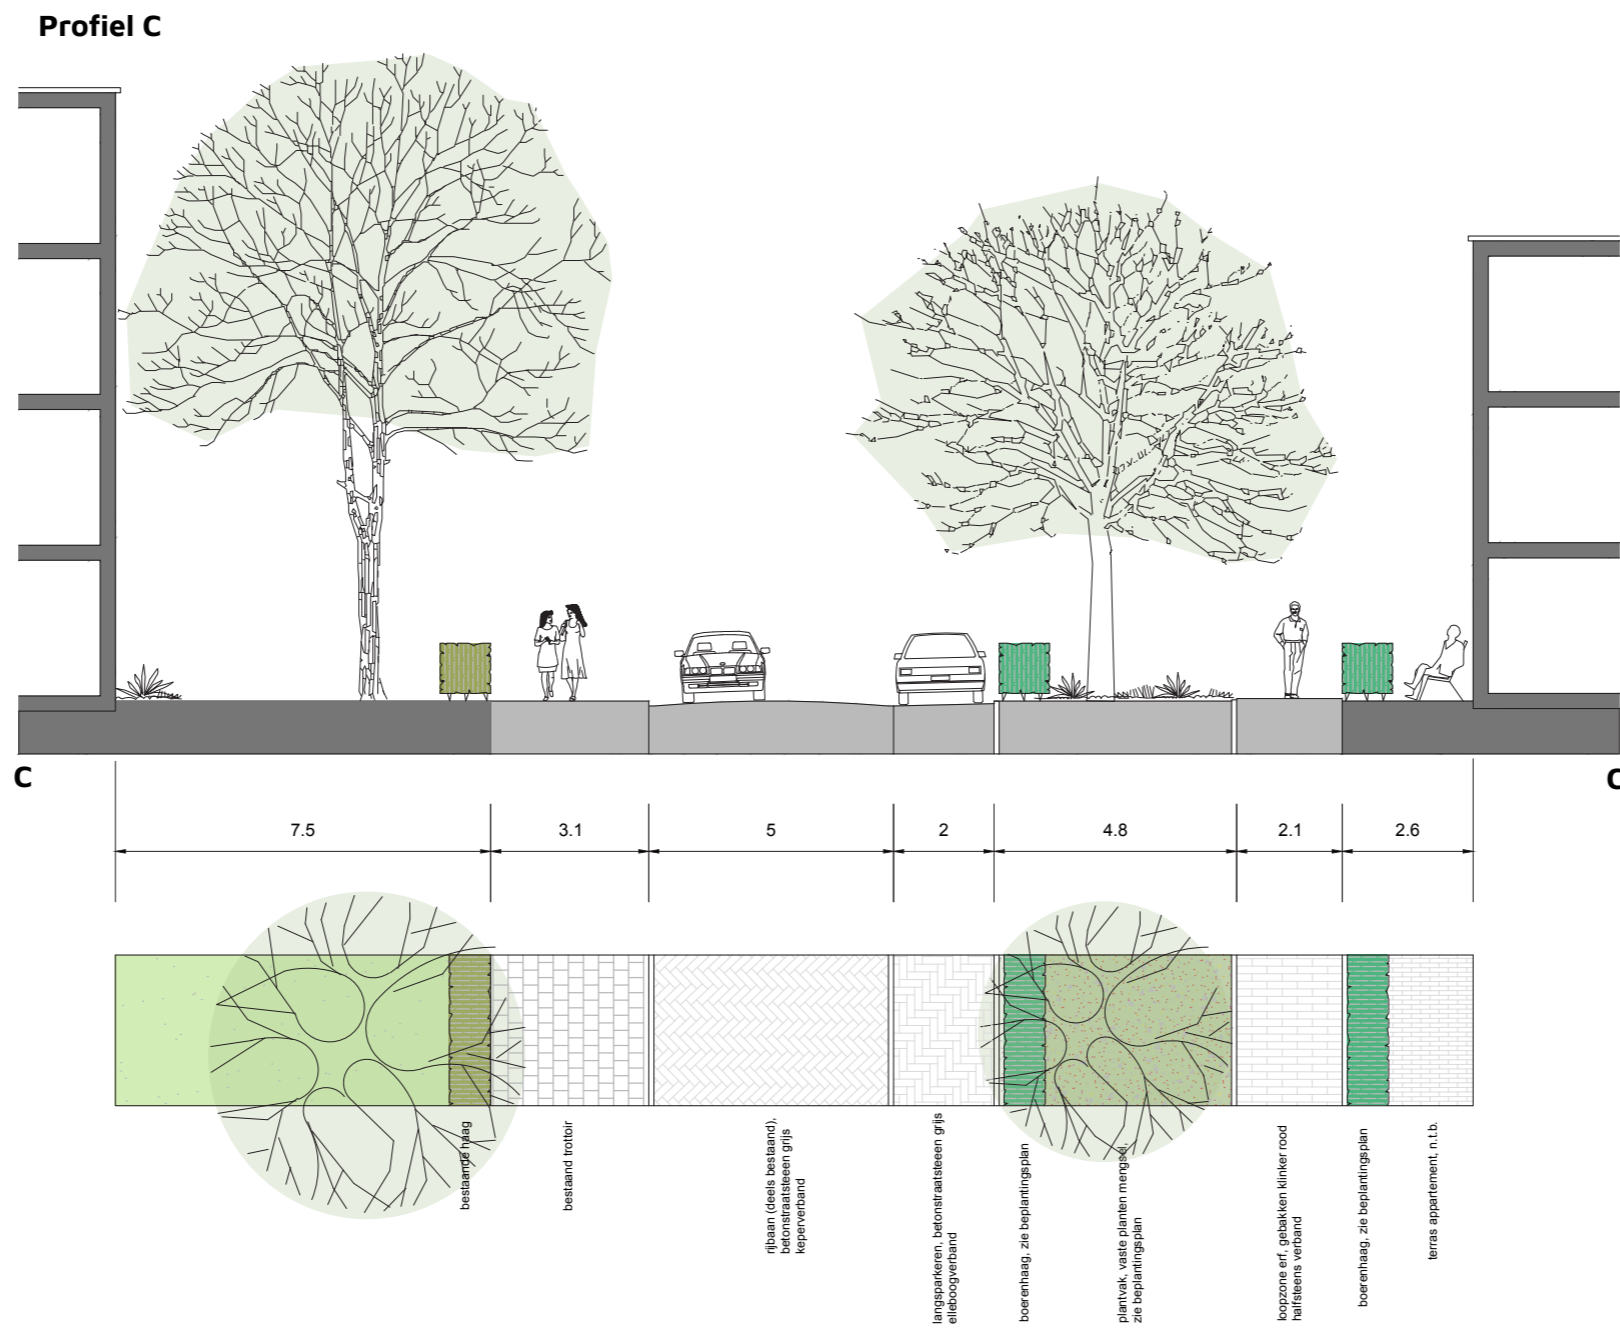 Profiel C
C
C
7.5
3.1
5
2
4.8
2.1
2.6
bestaande haag
bestaand trottoir
rijbaan (deels bestaand),
betonstraatsteeen grijs
keperverband
langsparkeren, betonstraatsteeen grijs
elleboogverband
boerenhaag, zie beplantingsplan
plantvak, vaste planten mengsel,
zie beplantingsplan
loopzone erf, gebakken klinker rood
halfsteens verband
boerenhaag, zie beplantingsplan
terras appartement, n.t.b.